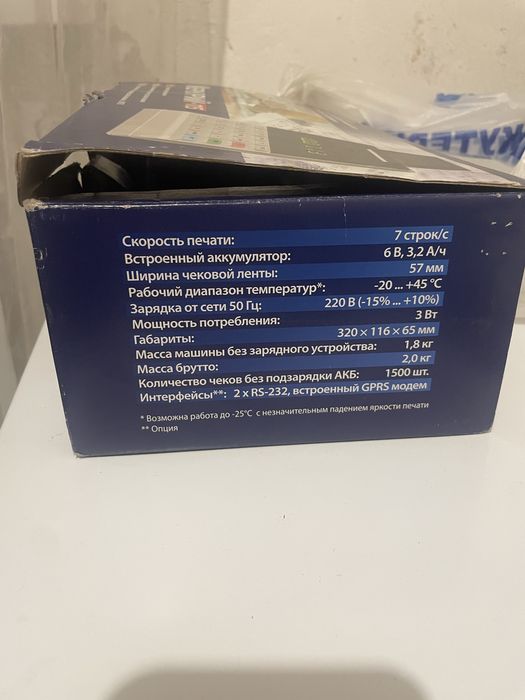 КУТЕР
Скорость печати: 7 строк/с
Встроенный аккумулятор: 6 В, 3,2 А/ч
Ширина чековой ленты: 57 мм
Рабочий диапазон температур*: -20 ... +45 °С
Зарядка от сети 50 Гц: 220 В (-15% ... +10%)
Мощность потребления: 3 Вт
Габариты: 320 × 116 × 65 мм
Масса машины без зарядного устройства: 1,8 кг
Масса брутто: 2,0 кг
Количество чеков без подзарядки АКБ: 1500 шт.
Интерфейсы**: 2 x RS-232, встроенный GPRS модем
* Возможна работа до -25°С с незначительным падением яркости печати
** Опция